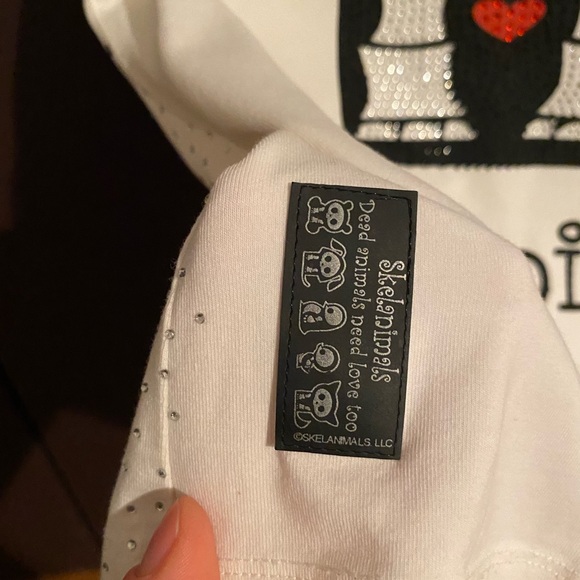 Skelanimals
Dead animals need love too
©SKELANIMALS, LLC